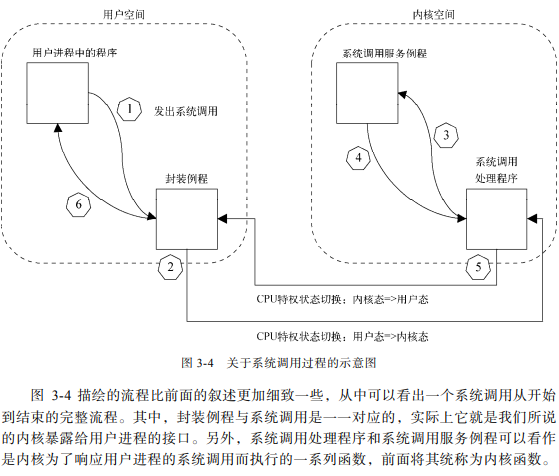 用户空间
内核空间
用户进程中的程序
系统调用服务例程
1
发出系统调用
3
4
系统调用
处理程序
封装例程
6
2
5
CPU特权状态切换：内核态=>用户态
CPU特权状态切换：用户态=>内核态
图 3-4 关于系统调用过程的示意图
图 3-4 描绘的流程比前面的叙述更加细致一些，从中可以看出一个系统调用从开始
到结束的完整流程。其中，封装例程与系统调用是一一对应的，实际上它就是我们所说
的内核暴露给用户进程的接口。另外，系统调用处理程序和系统调用服务例程可以看作
是内核为了响应用户进程的系统调用而执行的一系列函数，前面将其统称为内核函数。